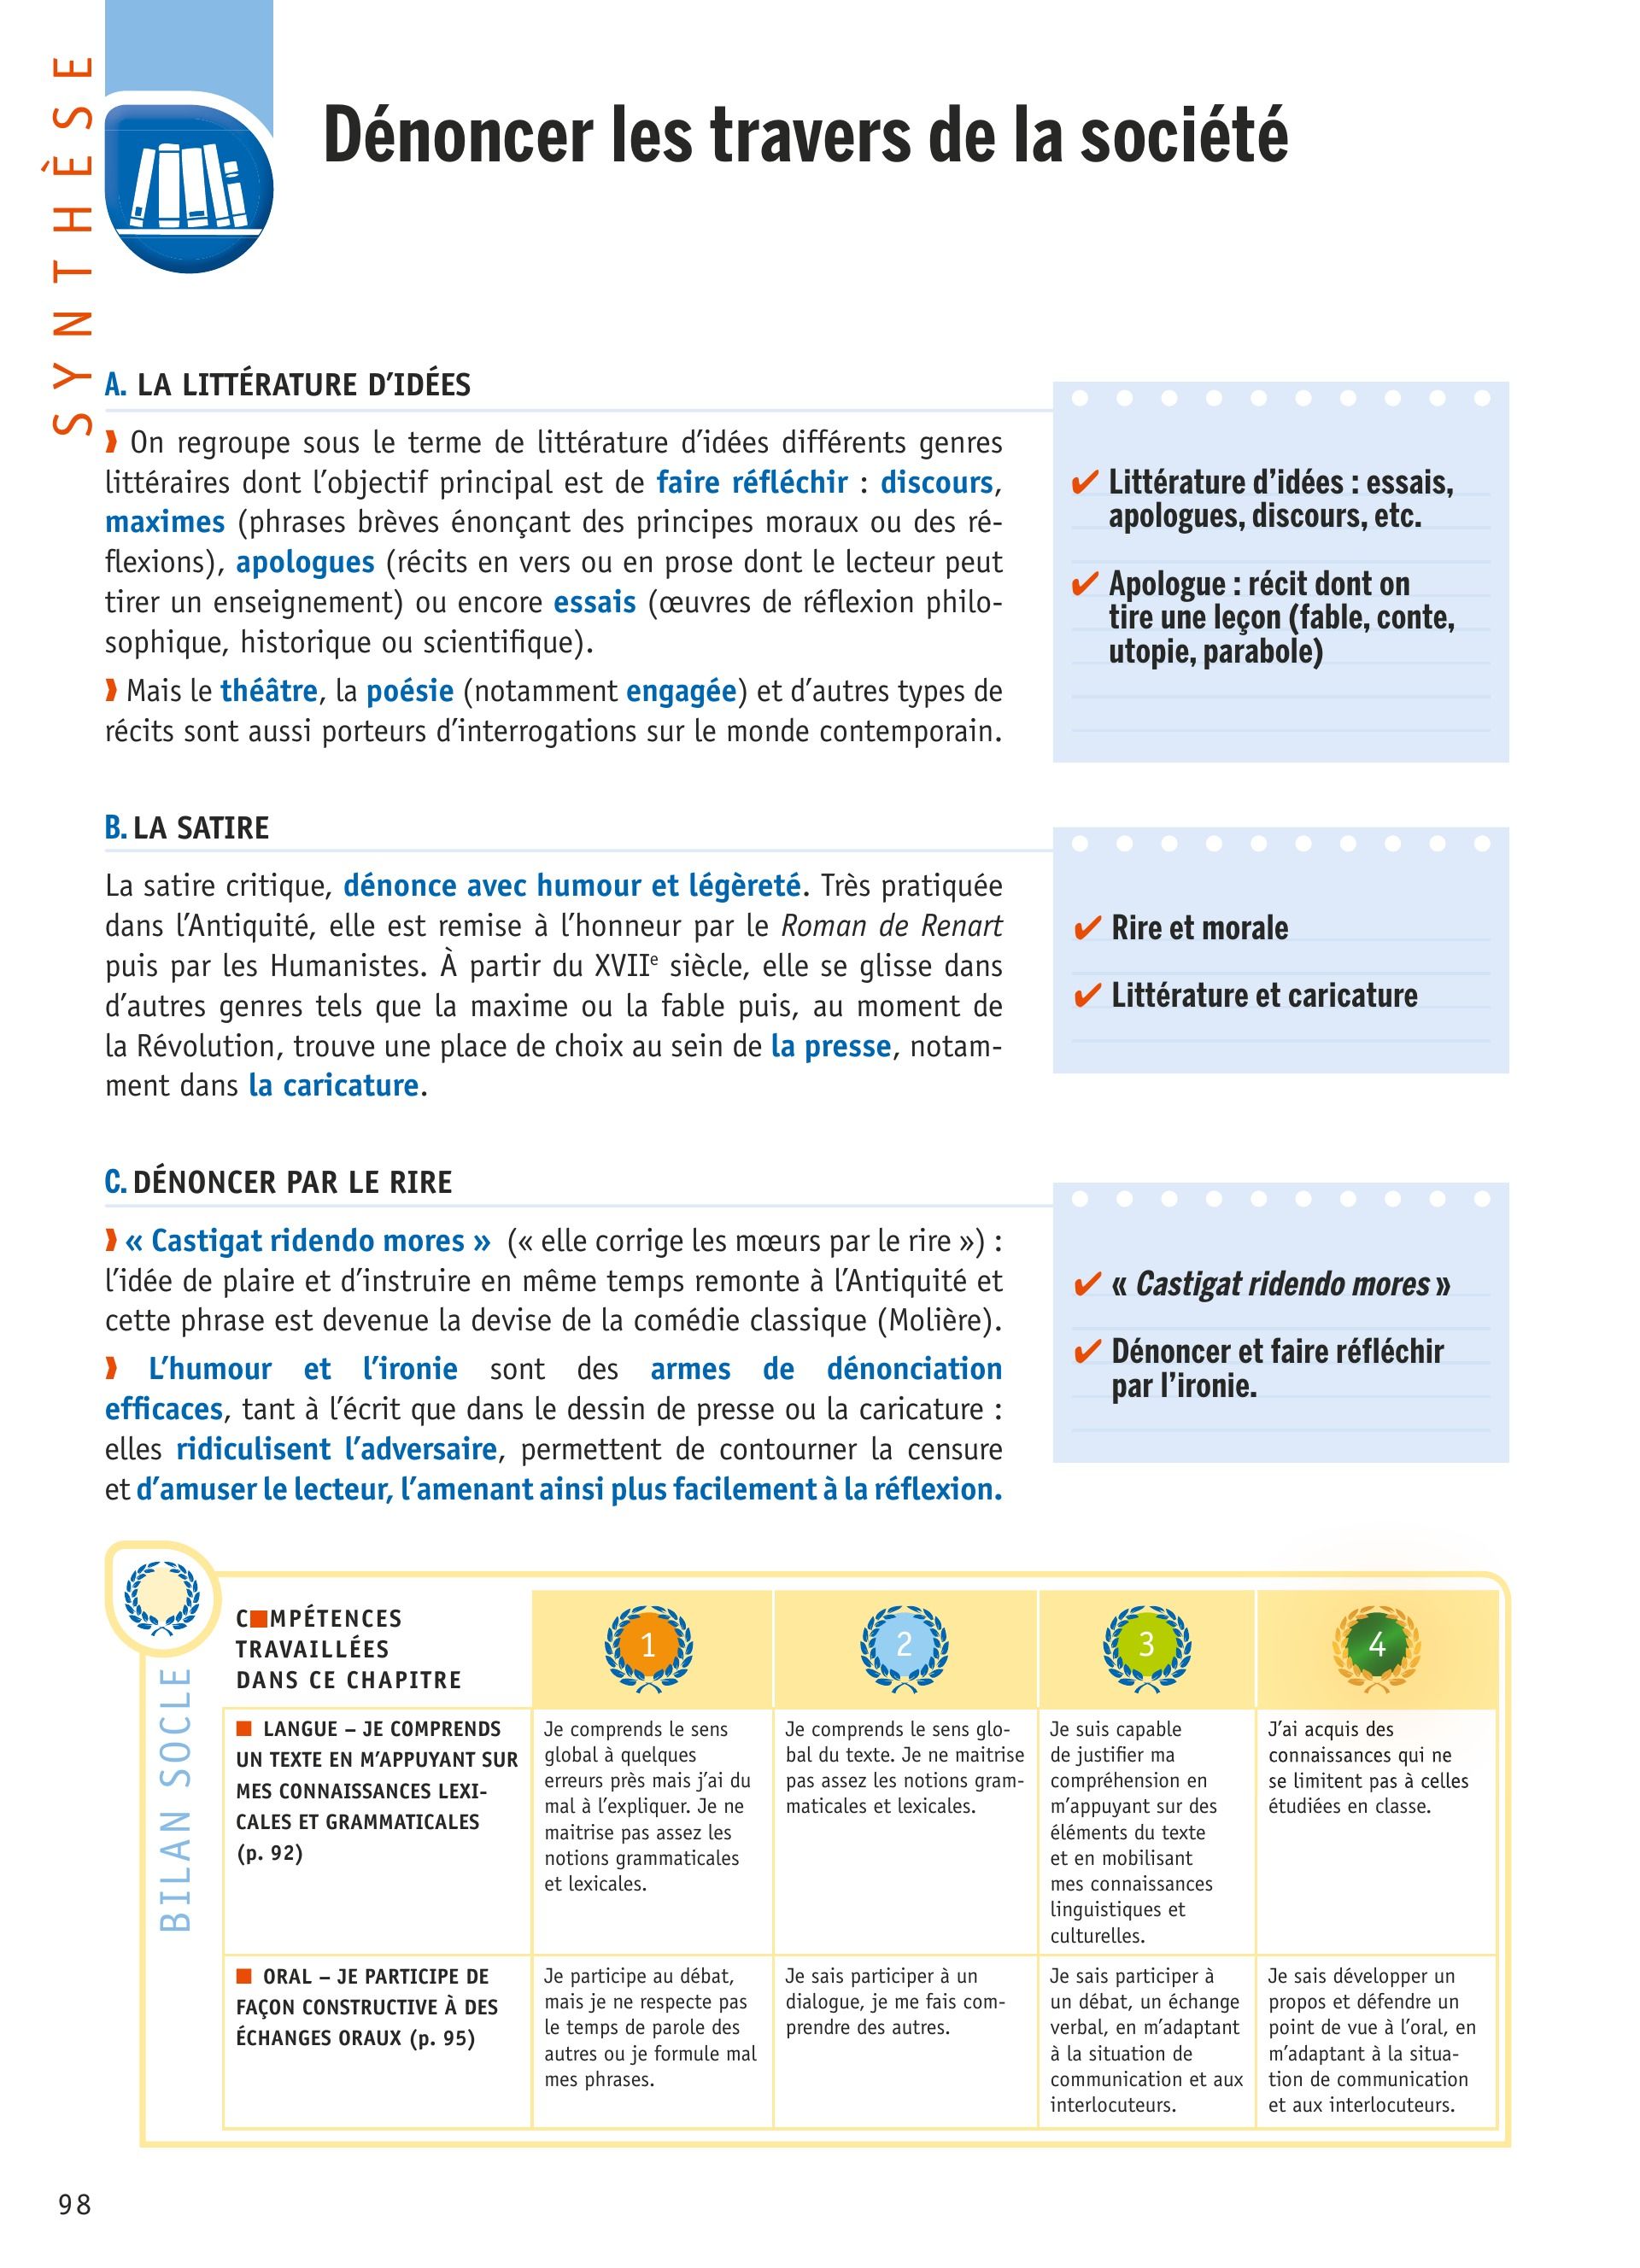 SYNTHÈSE
Dénoncer les travers de la société
A. LA LITTÉRATURE D’IDÉES
❱ On regroupe sous le terme de littérature d’idées différents genres
littéraires dont l’objectif principal est de faire réfléchir : discours,
maximes (phrases brèves énonçant des principes moraux ou des ré-
flexions), apologues (récits en vers ou en prose dont le lecteur peut
tirer un enseignement) ou encore essais (œuvres de réflexion philo-
sophique, historique ou scientifique).
❱ Mais le théâtre, la poésie (notamment engagée) et d’autres types de
récits sont aussi porteurs d’interrogations sur le monde contemporain.
✔ Littérature d’idées : essais,
apologues, discours, etc.
✔ Apologue : récit dont on
tire une leçon (fable, conte,
utopie, parabole)
B. LA SATIRE
La satire critique, dénonce avec humour et légèreté. Très pratiquée
dans l’Antiquité, elle est remise à l’honneur par le Roman de Renart
puis par les Humanistes. À partir du XVIIe siècle, elle se glisse dans
d’autres genres tels que la maxime ou la fable puis, au moment de
la Révolution, trouve une place de choix au sein de la presse, notam-
ment dans la caricature.
✔ Rire et morale
✔ Littérature et caricature
C. DÉNONCER PAR LE RIRE
❱ « Castigat ridendo mores » (« elle corrige les mœurs par le rire ») :
l’idée de plaire et d’instruire en même temps remonte à l’Antiquité et
cette phrase est devenue la devise de la comédie classique (Molière).
❱ L’humour et l’ironie sont des armes de dénonciation
efficaces, tant à l’écrit que dans le dessin de presse ou la caricature :
elles ridiculisent l’adversaire, permettent de contourner la censure
et d’amuser le lecteur, l’amenant ainsi plus facilement à la réflexion.
✔ « Castigat ridendo mores »
✔ Dénoncer et faire réfléchir
par l’ironie.
BILAN SOCLE
C■MPÉTENCES
TRAVAILLÉES
DANS CE CHAPITRE
1
2
3
4
■ LANGUE – JE COMPRENDS
UN TEXTE EN M’APPUYANT SUR
MES CONNAISSANCES LEXI-
CALES ET GRAMMATICALES
(p. 92)
Je comprends le sens
global à quelques
erreurs près mais j’ai du
mal à l’expliquer. Je ne
maitrise pas assez les
notions grammaticales
et lexicales.
Je comprends le sens glo-
bal du texte. Je ne maitrise
pas assez les notions gram-
maticales et lexicales.
Je suis capable
de justifier ma
compréhension en
m’appuyant sur des
éléments du texte
et en mobilisant
mes connaissances
linguistiques et
culturelles.
J’ai acquis des
connaissances qui ne
se limitent pas à celles
étudiées en classe.
■ ORAL – JE PARTICIPE DE
FAÇON CONSTRUCTIVE À DES
ÉCHANGES ORAUX (p. 95)
Je participe au débat,
mais je ne respecte pas
le temps de parole des
autres ou je formule mal
mes phrases.
Je sais participer à un
dialogue, je me fais com-
prendre des autres.
Je sais participer à
un débat, un échange
verbal, en m’adaptant
à la situation de
communication et aux
interlocuteurs.
Je sais développer un
propos et défendre un
point de vue à l’oral, en
m’adaptant à la situa-
tion de communication
et aux interlocuteurs.
98